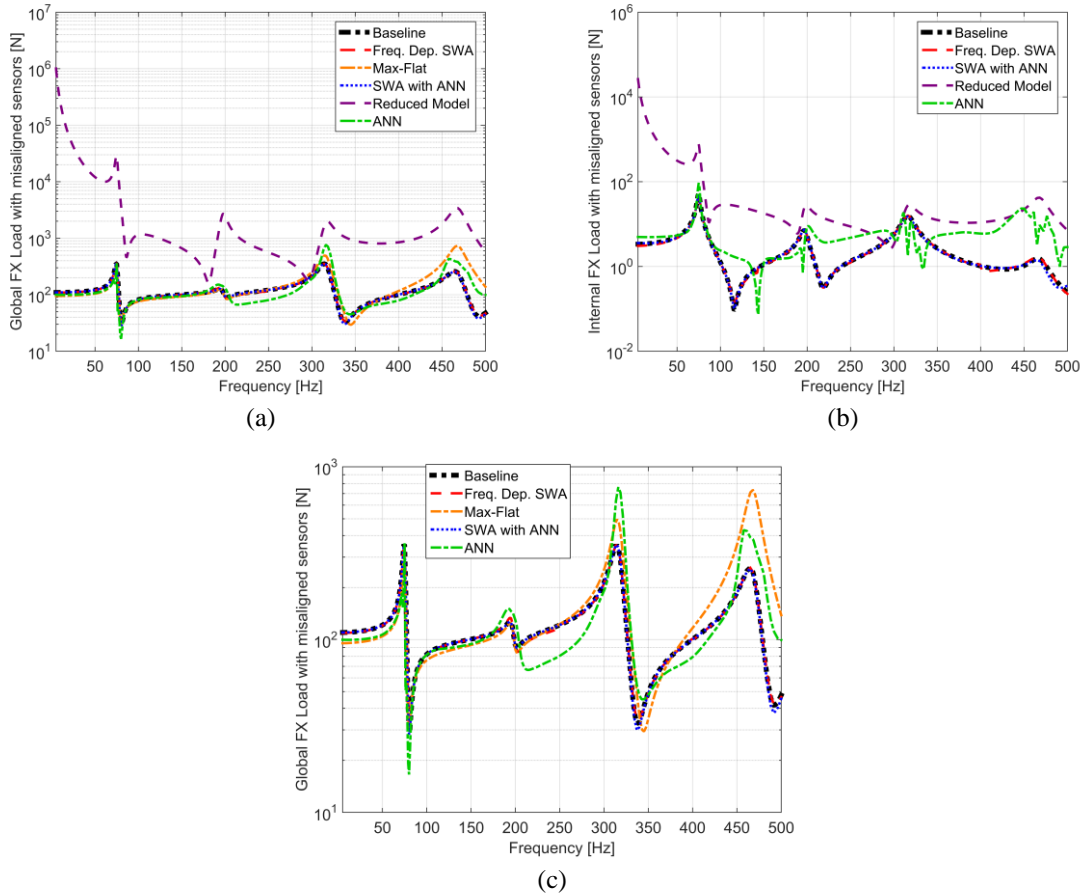 10^7
10^6
10^5
10^4
10^3
10^2
10^1
Global FX Load with misaligned sensors [N]
Baseline
Freq. Dep. SWA
Max-Flat
SWA with ANN
Reduced Model
ANN
50 100 150 200 250 300 350 400 450 500
Frequency [Hz]
(a)
10^6
10^4
10^2
10^0
10^-2
Internal FX Load with misaligned sensors [N]
Baseline
Freq. Dep. SWA
SWA with ANN
Reduced Model
ANN
50 100 150 200 250 300 350 400 450 500
Frequency [Hz]
(b)
10^3
10^2
10^1
Global FX Load with misaligned sensors [N]
Baseline
Freq. Dep. SWA
Max-Flat
SWA with ANN
ANN
50 100 150 200 250 300 350 400 450 500
Frequency [Hz]
(c)